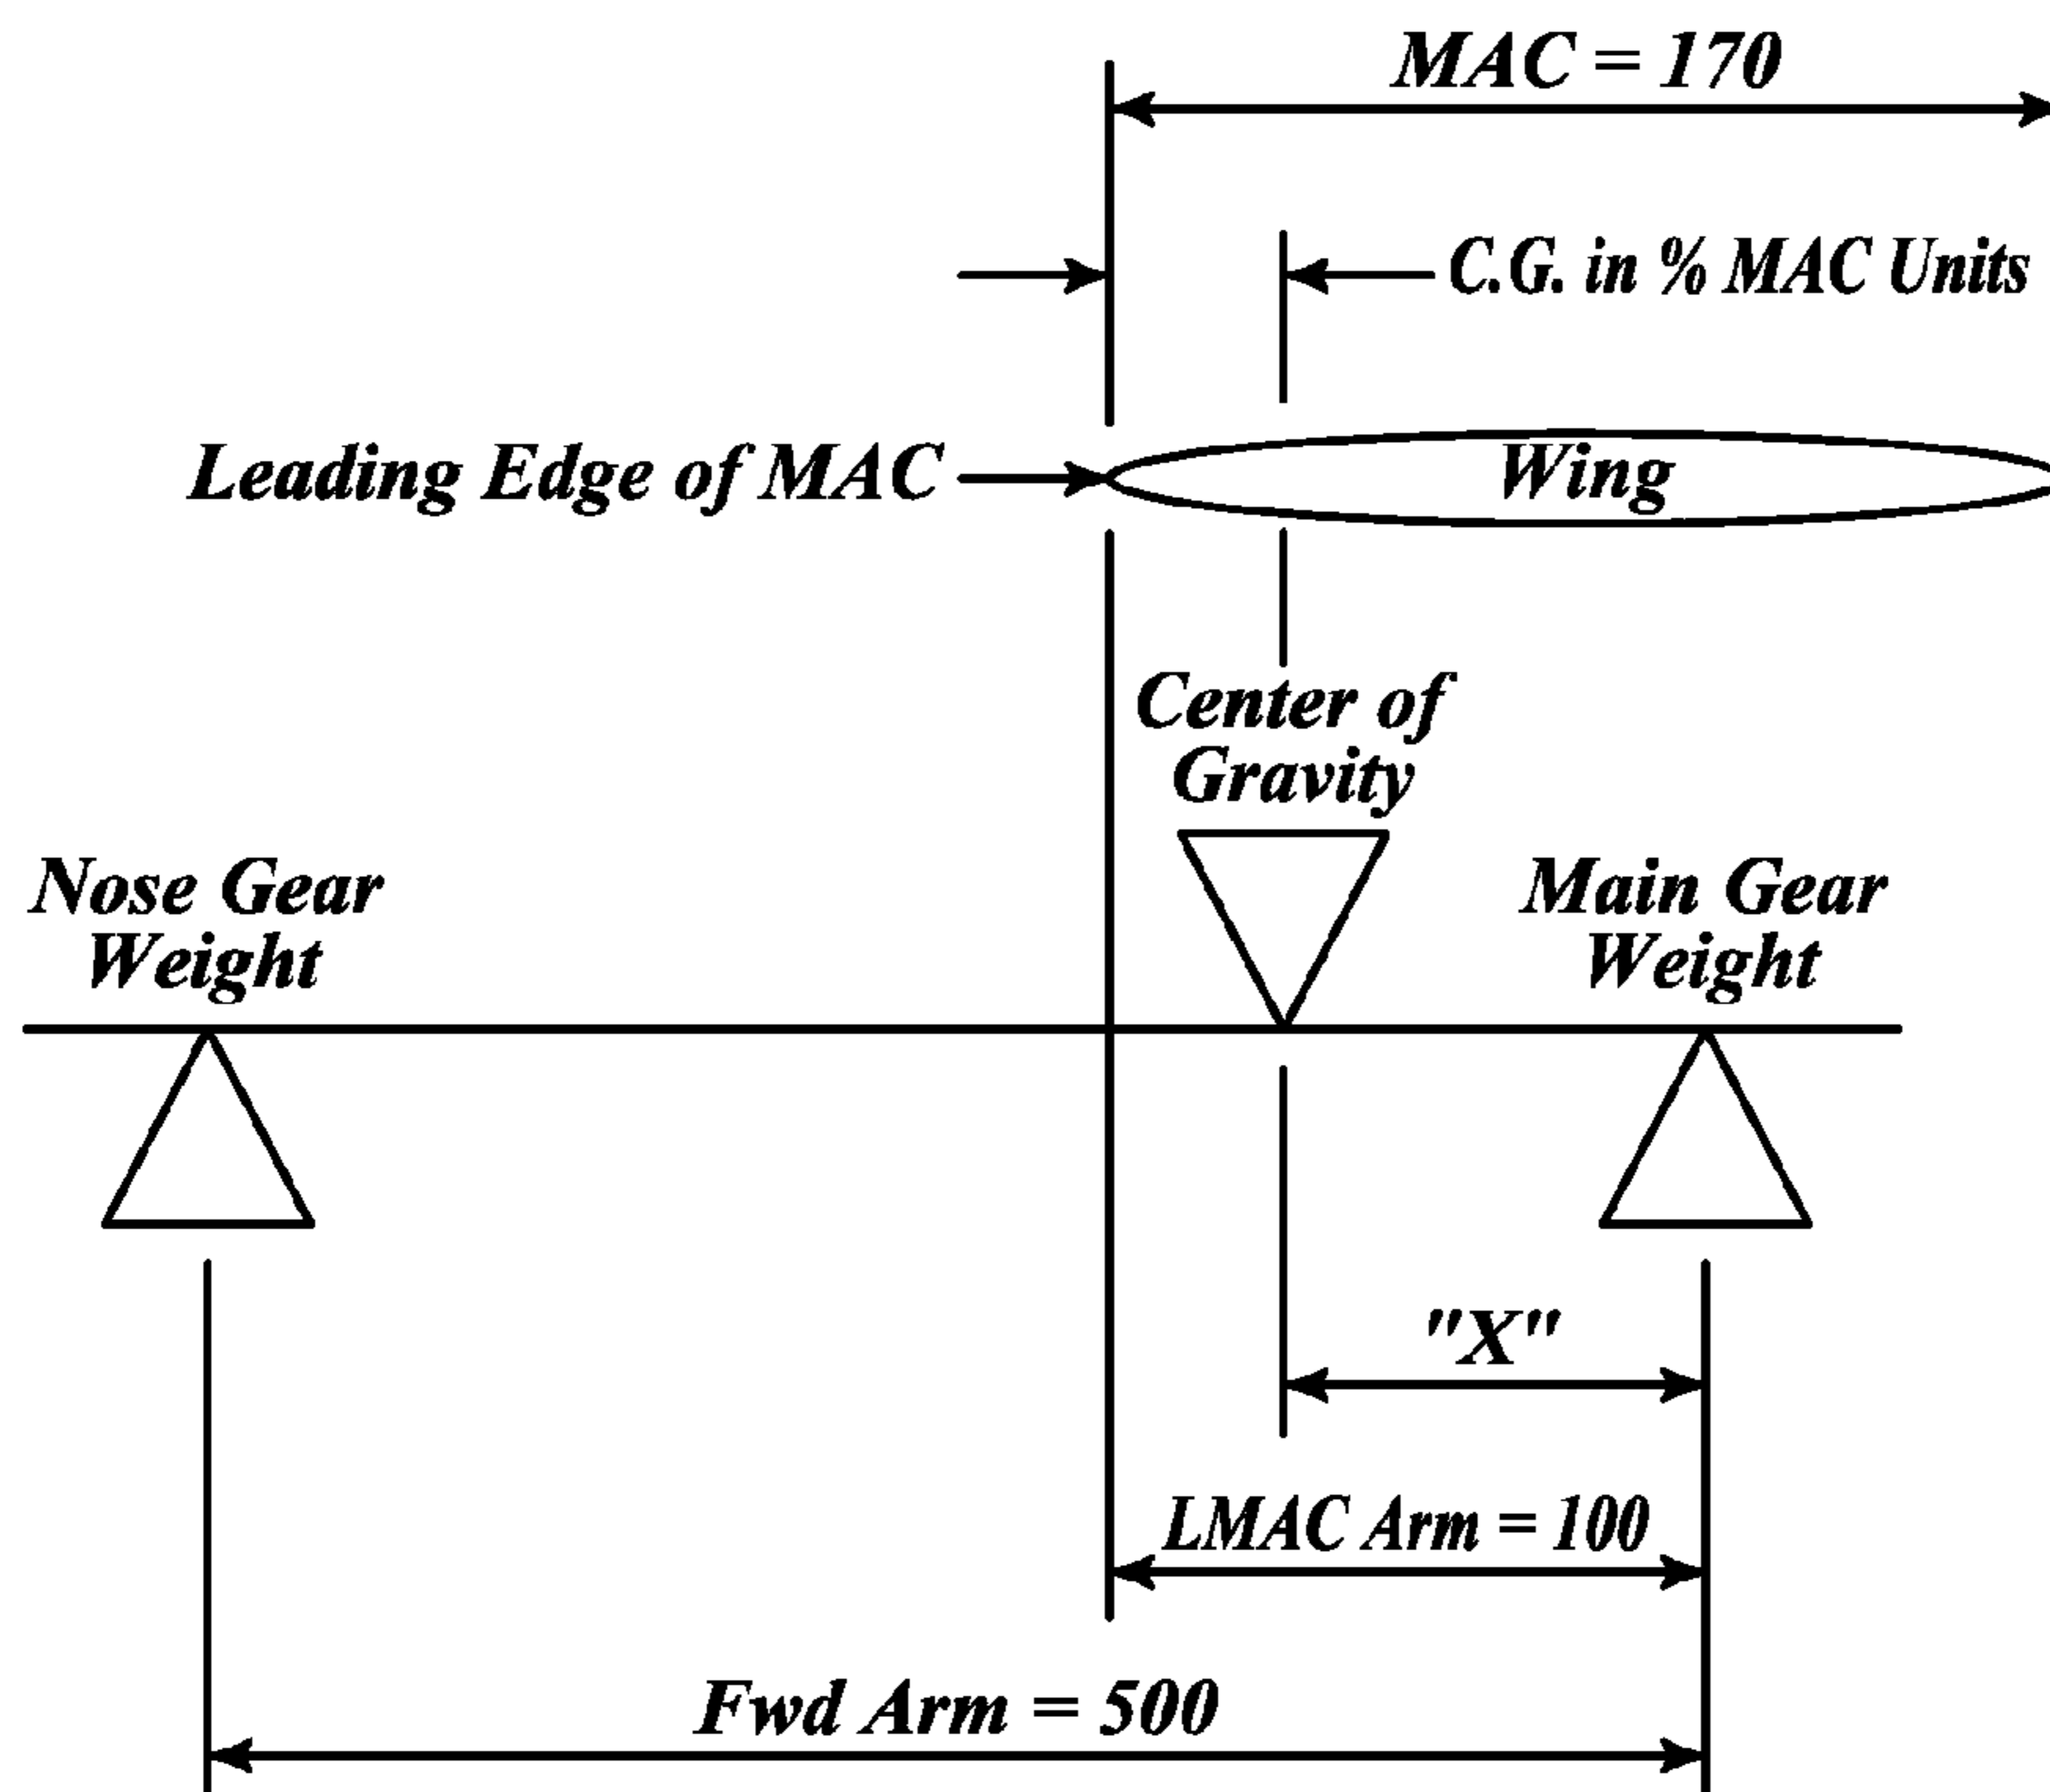 MAC = 170
C.G. in % MAC Units
Leading Edge of MAC
Wing
Center of
Gravity
Nose Gear
Weight
Main Gear
Weight
"X"
LMAC Arm = 100
Fwd Arm = 500